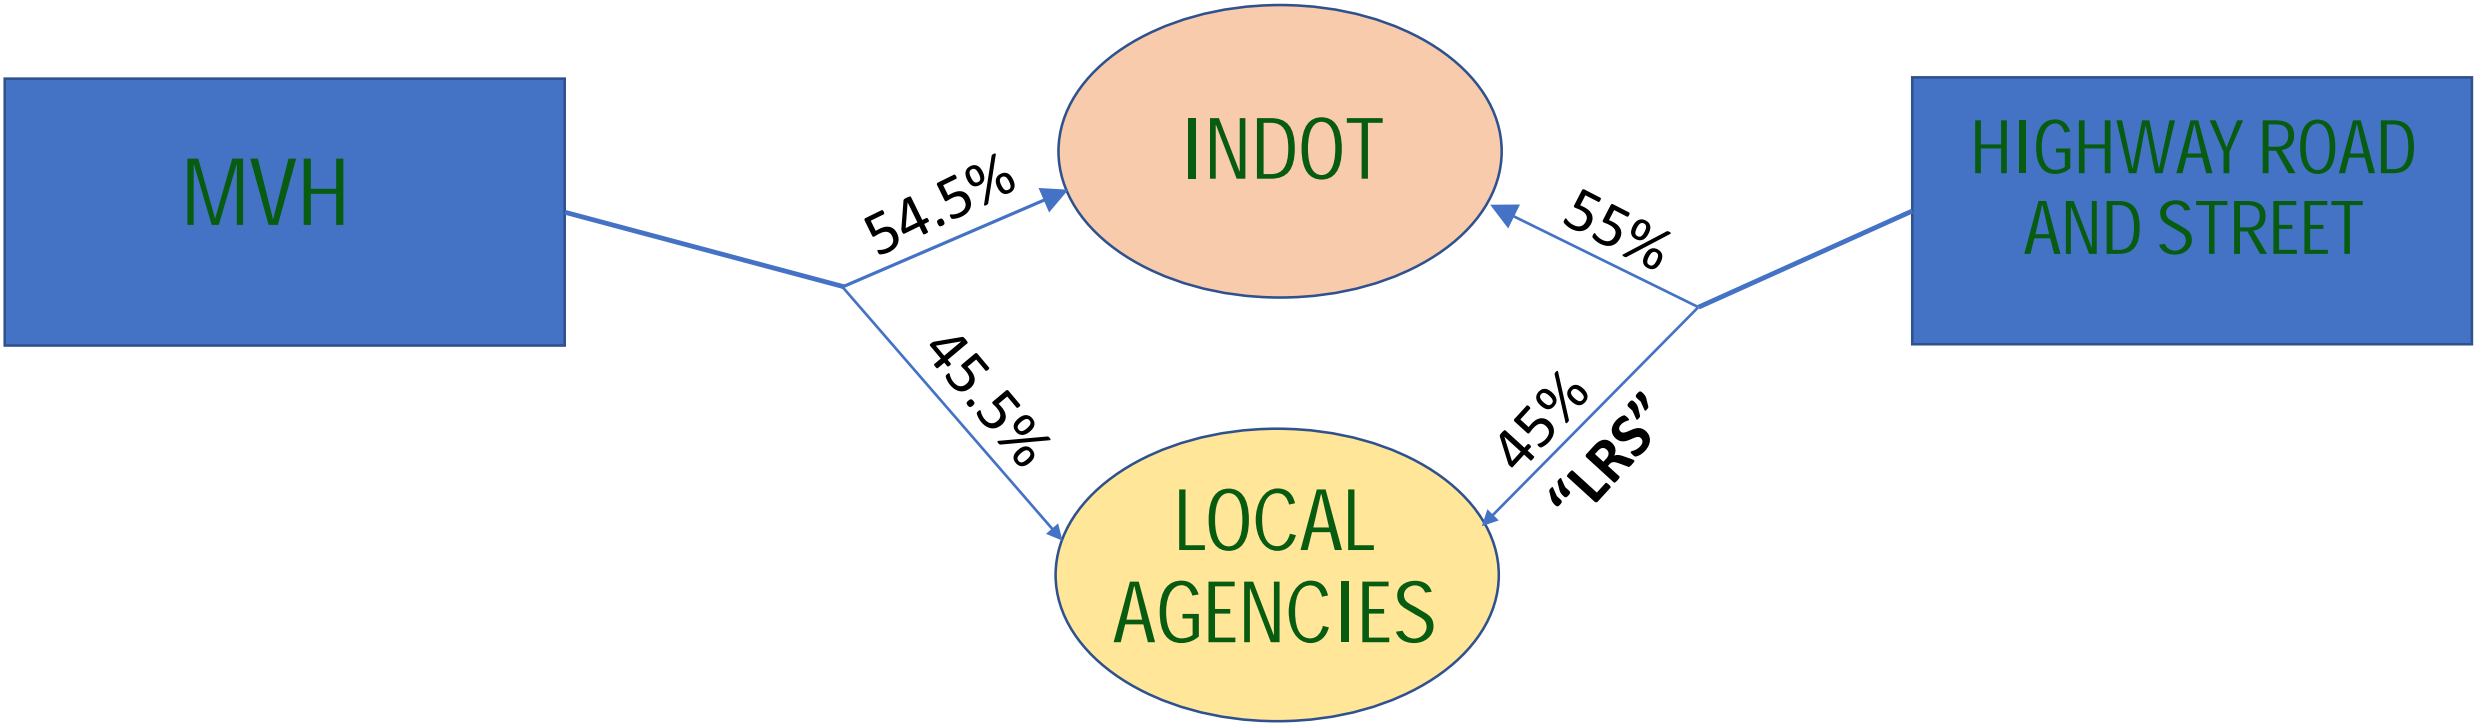 MVH
54.5%
45.5%
INDOT
LOCAL
AGENCIES
55%
45%
“LRS”
HIGHWAY ROAD
AND STREET